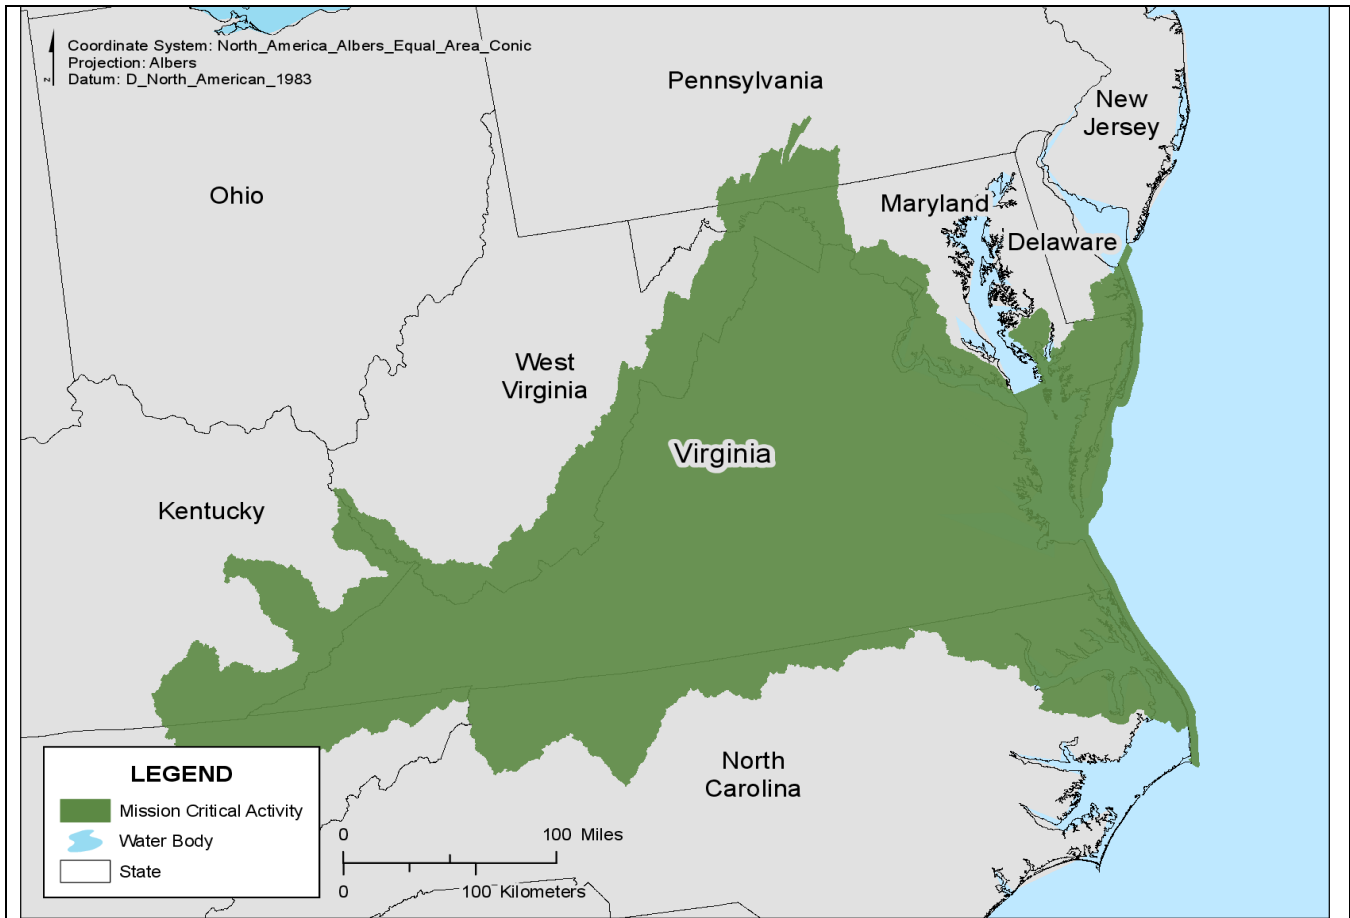 Coordinate System: North_America_Albers_Equal_Area_Conic
Projection: Albers
Datum: D_North_American_1983
N
Pennsylvania
New
Jersey
Ohio
Maryland
Delaware
West
Virginia
Virginia
Kentucky
North
Carolina
LEGEND
Mission Critical Activity
Water Body
State
0 100 Miles
0 100 Kilometers